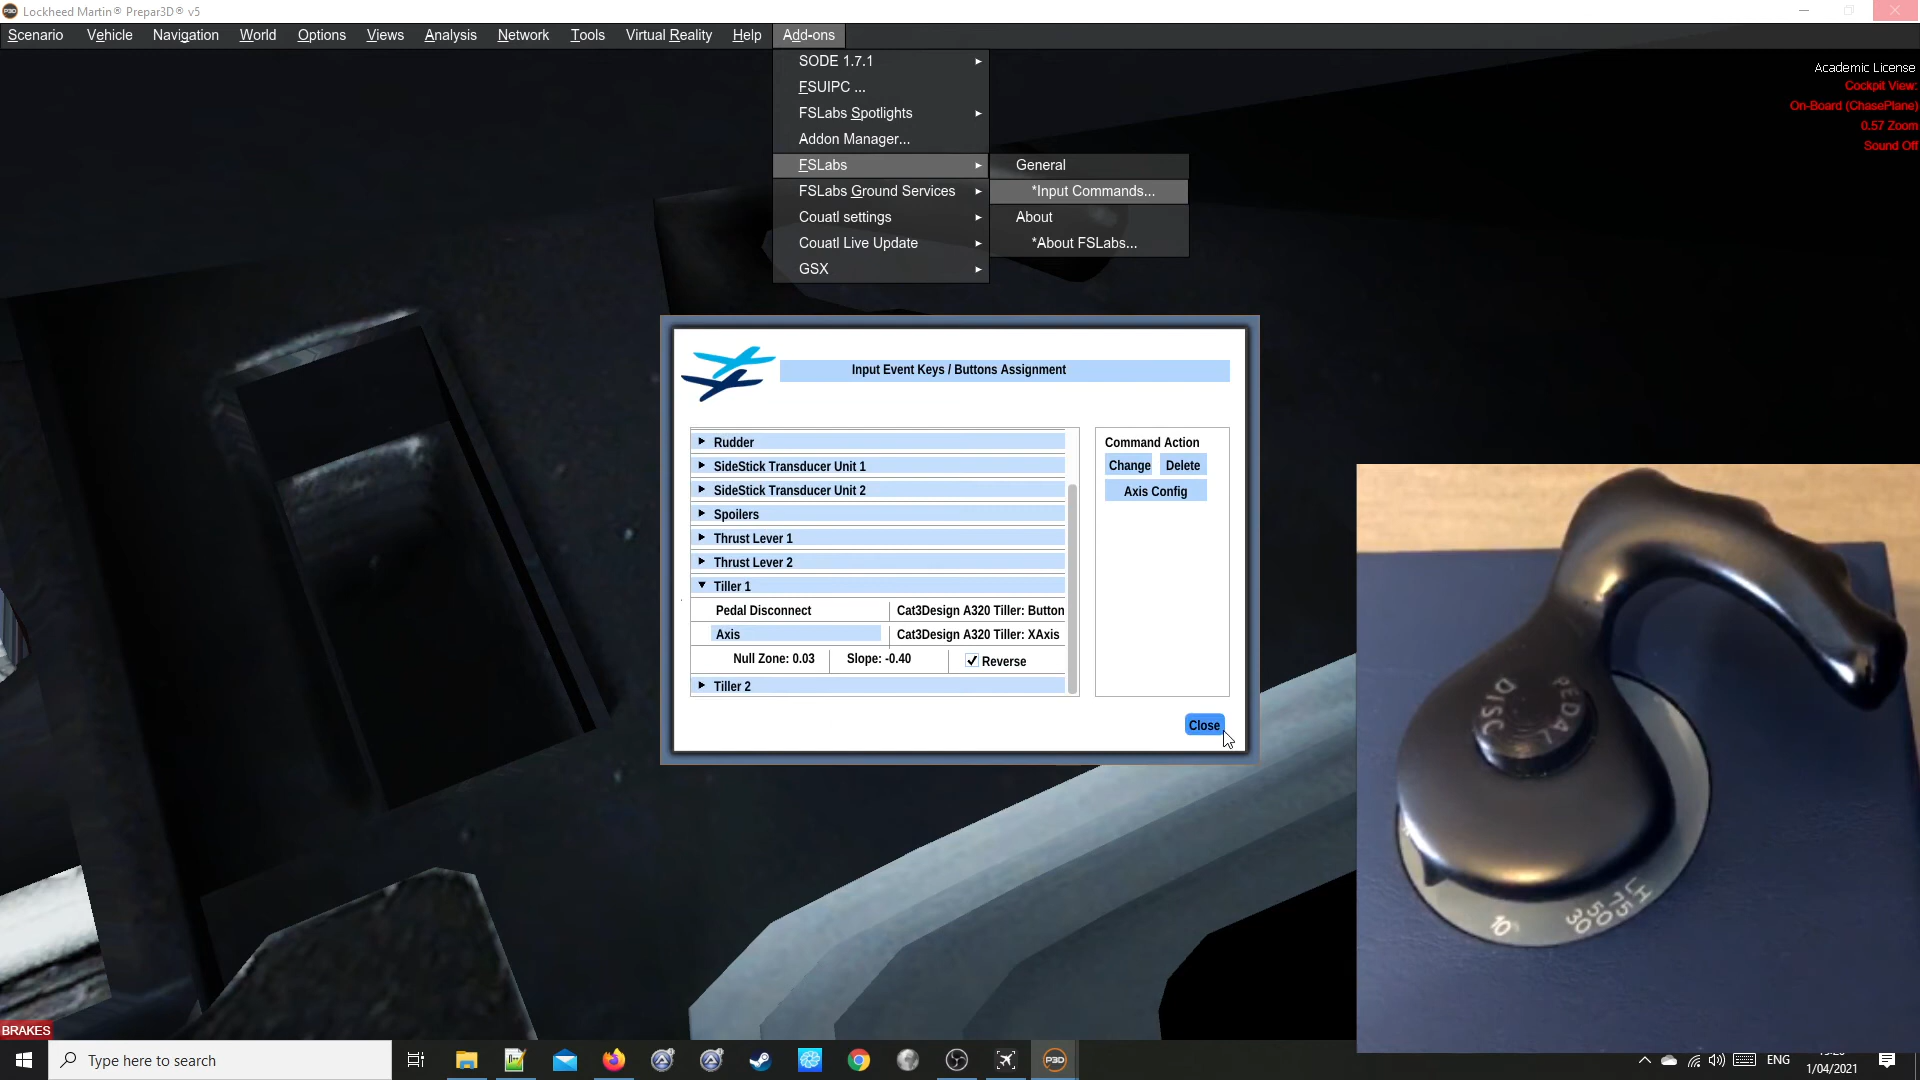 Lockheed Martin® Prepar3D® v5
Scenario Vehicle Navigation World Options Views Analysis Network Tools Virtual Reality Help Add-ons
SODE 1.7.1
FSUIPC ...
FSLabs Spotlights
Addon Manager...
FSLabs
FSLabs Ground Services
Couatl settings
Couatl Live Update
GSX
General
*Input Commands...
About
*About FSLabs...
Academic License
Cockpit View:
On-Board (ChasePlane)
0.57 Zoom
Sound Off
Input Event Keys / Buttons Assignment
Rudder
SideStick Transducer Unit 1
SideStick Transducer Unit 2
Spoilers
Thrust Lever 1
Thrust Lever 2
Tiller 1
Pedal Disconnect Cat3Design A320 Tiller: Button
Axis Cat3Design A320 Tiller: XAxis
Null Zone: 0.03 Slope: -0.40 Reverse
Tiller 2
Command Action
Change Delete
Axis Config
Close
PEDAL
DISC
10
30
50
75
BRAKES
Type here to search
P3D
ENG
1/04/2021